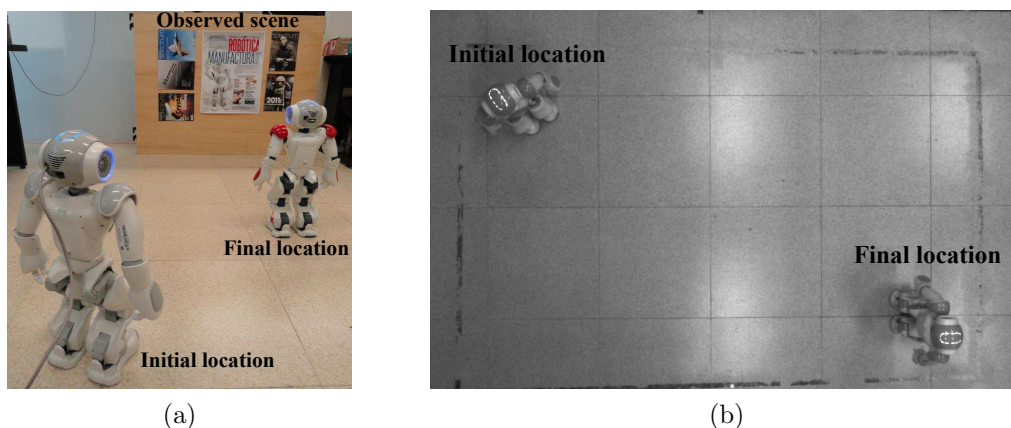 Observed scene
ROBÓTICA
MANUFACTURA
Final location
Initial location
(a)
Initial location
Final location
(b)